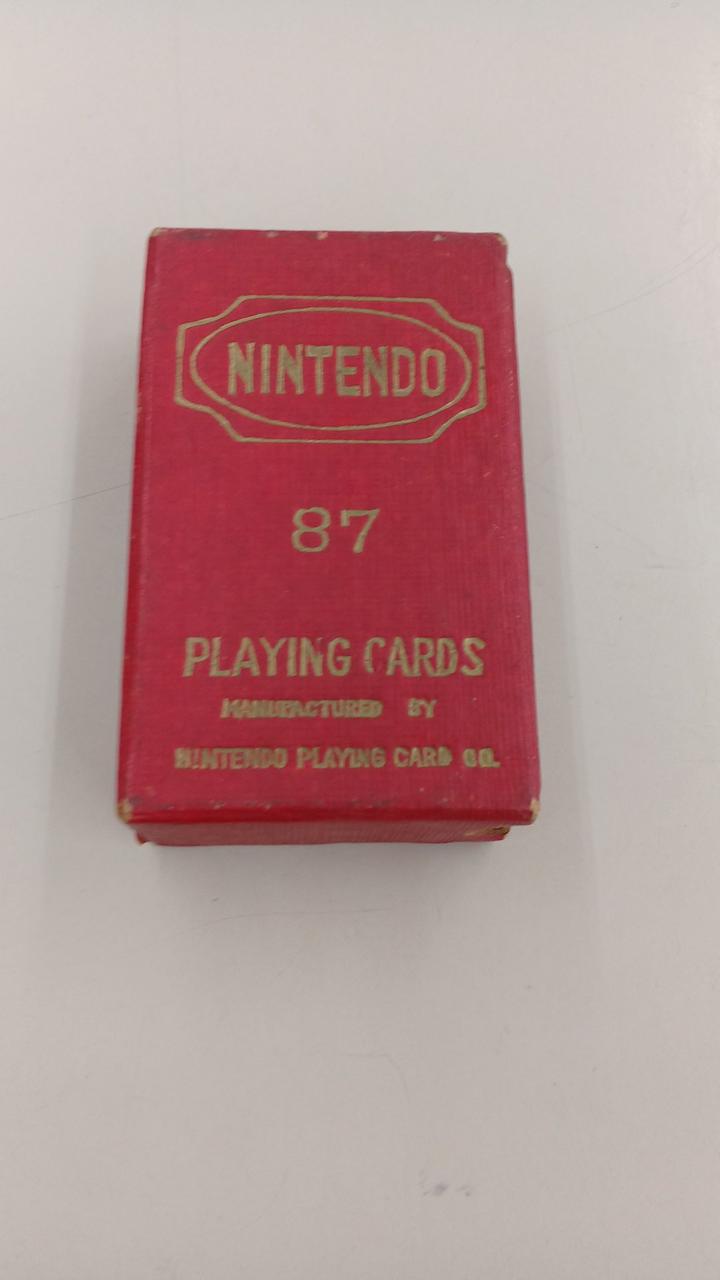 NINTENDO
87
PLAYING CARDS
MANUFACTURED BY
NINTENDO PLAYING CARD CO.